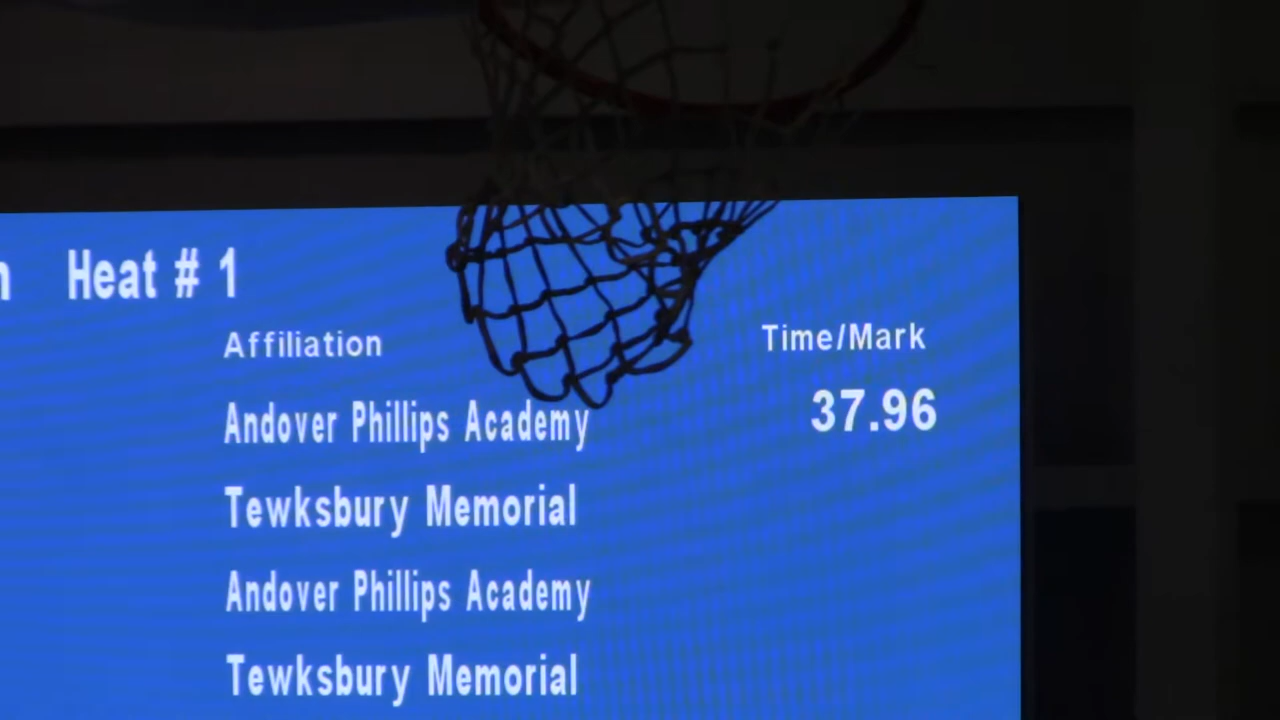 Heat # 1
Affiliation Time/Mark
Andover Phillips Academy 37.96
Tewksbury Memorial
Andover Phillips Academy
Tewksbury Memorial